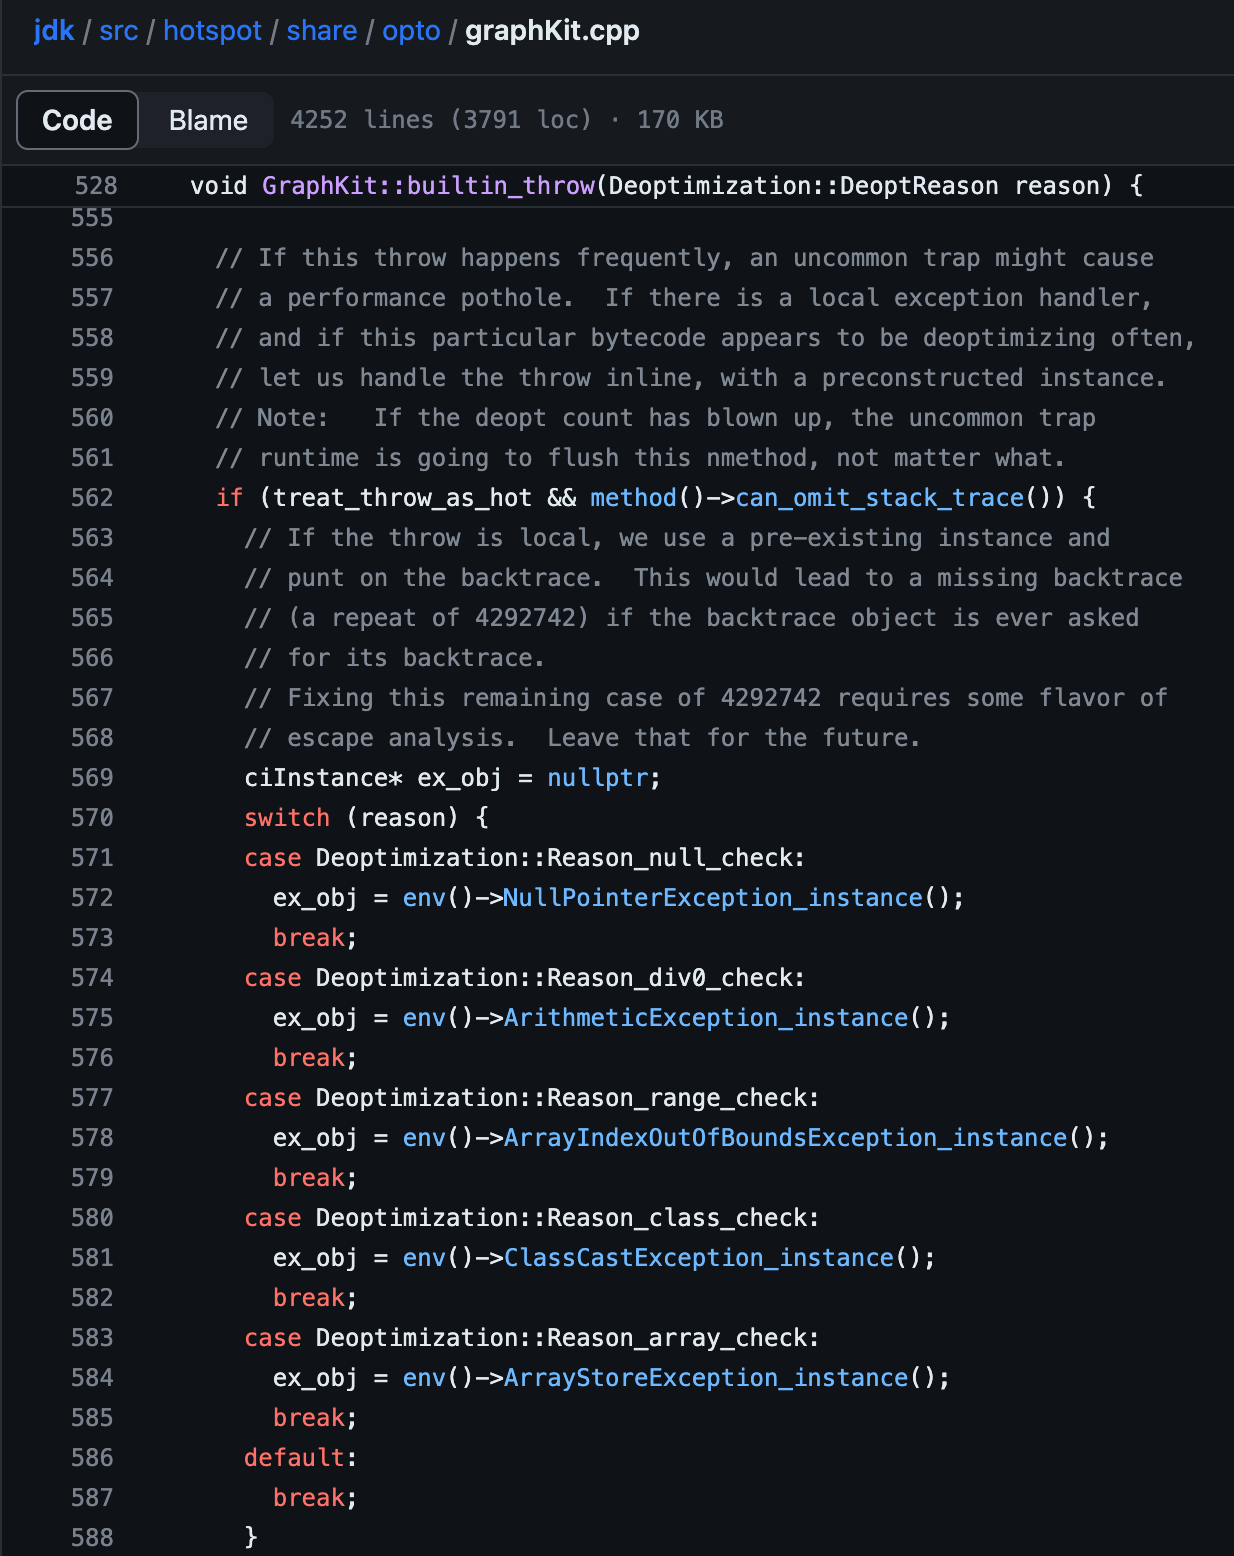 jdk / src / hotspot / share / opto / graphKit.cpp
Code Blame 4252 lines (3791 loc) · 170 KB
528 void GraphKit::builtin_throw(Deoptimization::DeoptReason reason) {
555
556 // If this throw happens frequently, an uncommon trap might cause
557 // a performance pothole.  If there is a local exception handler,
558 // and if this particular bytecode appears to be deoptimizing often,
559 // let us handle the throw inline, with a preconstructed instance.
560 // Note:   If the deopt count has blown up, the uncommon trap
561 // runtime is going to flush this nmethod, not matter what.
562 if (treat_throw_as_hot && method()->can_omit_stack_trace()) {
563 // If the throw is local, we use a pre-existing instance and
564 // punt on the backtrace.  This would lead to a missing backtrace
565 // (a repeat of 4292742) if the backtrace object is ever asked
566 // for its backtrace.
567 // Fixing this remaining case of 4292742 requires some flavor of
568 // escape analysis.  Leave that for the future.
569 ciInstance* ex_obj = nullptr;
570 switch (reason) {
571 case Deoptimization::Reason_null_check:
572 ex_obj = env()->NullPointerException_instance();
573 break;
574 case Deoptimization::Reason_div0_check:
575 ex_obj = env()->ArithmeticException_instance();
576 break;
577 case Deoptimization::Reason_range_check:
578 ex_obj = env()->ArrayIndexOutOfBoundsException_instance();
579 break;
580 case Deoptimization::Reason_class_check:
581 ex_obj = env()->ClassCastException_instance();
582 break;
583 case Deoptimization::Reason_array_check:
584 ex_obj = env()->ArrayStoreException_instance();
585 break;
586 default:
587 break;
588 }